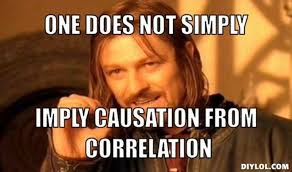 ONE DOES NOT SIMPLY
IMPLY CAUSATION FROM
CORRELATION
DIYLOL.COM